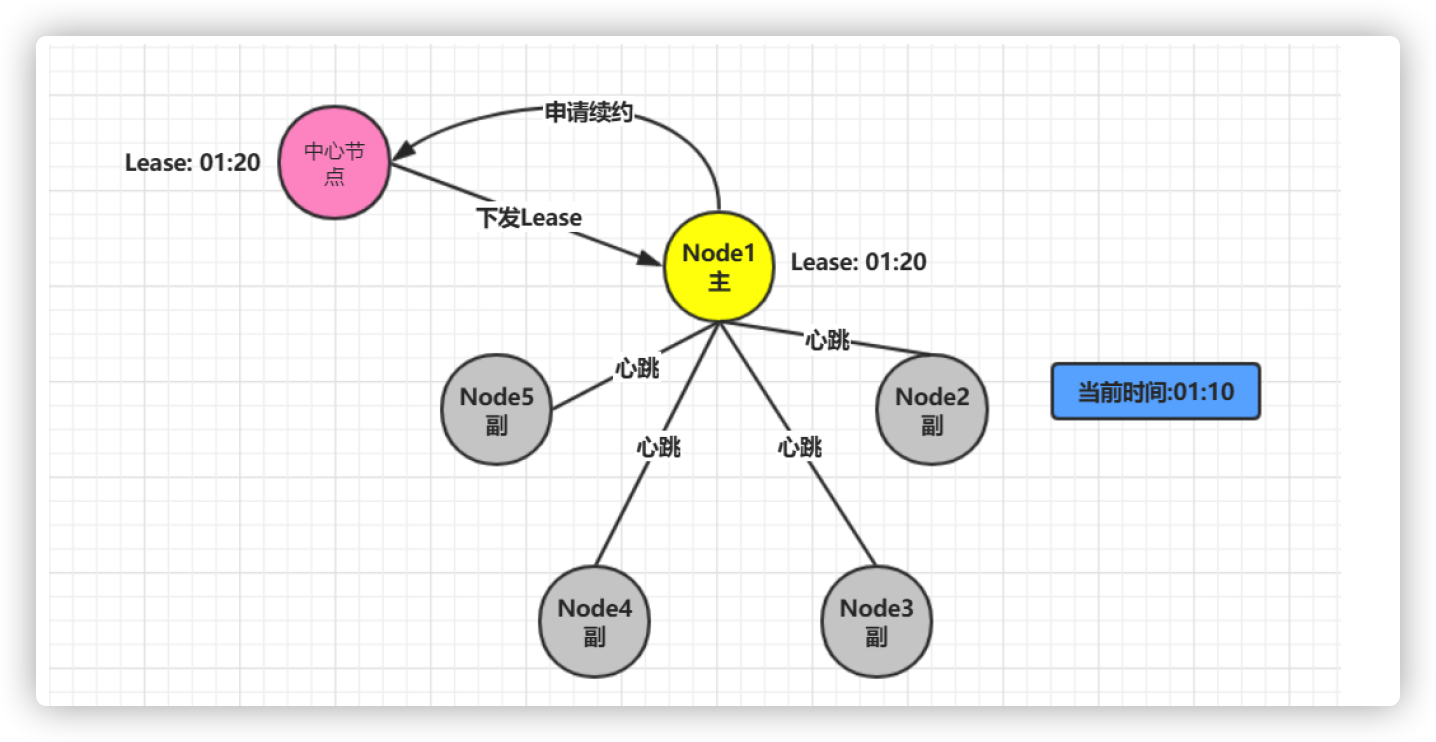 申请续约
Lease: 01:20
中心节
点
下发Lease
Node1
主
Lease: 01:20
心跳
心跳
Node5
副
Node2
副
当前时间:01:10
心跳
心跳
Node4
副
Node3
副